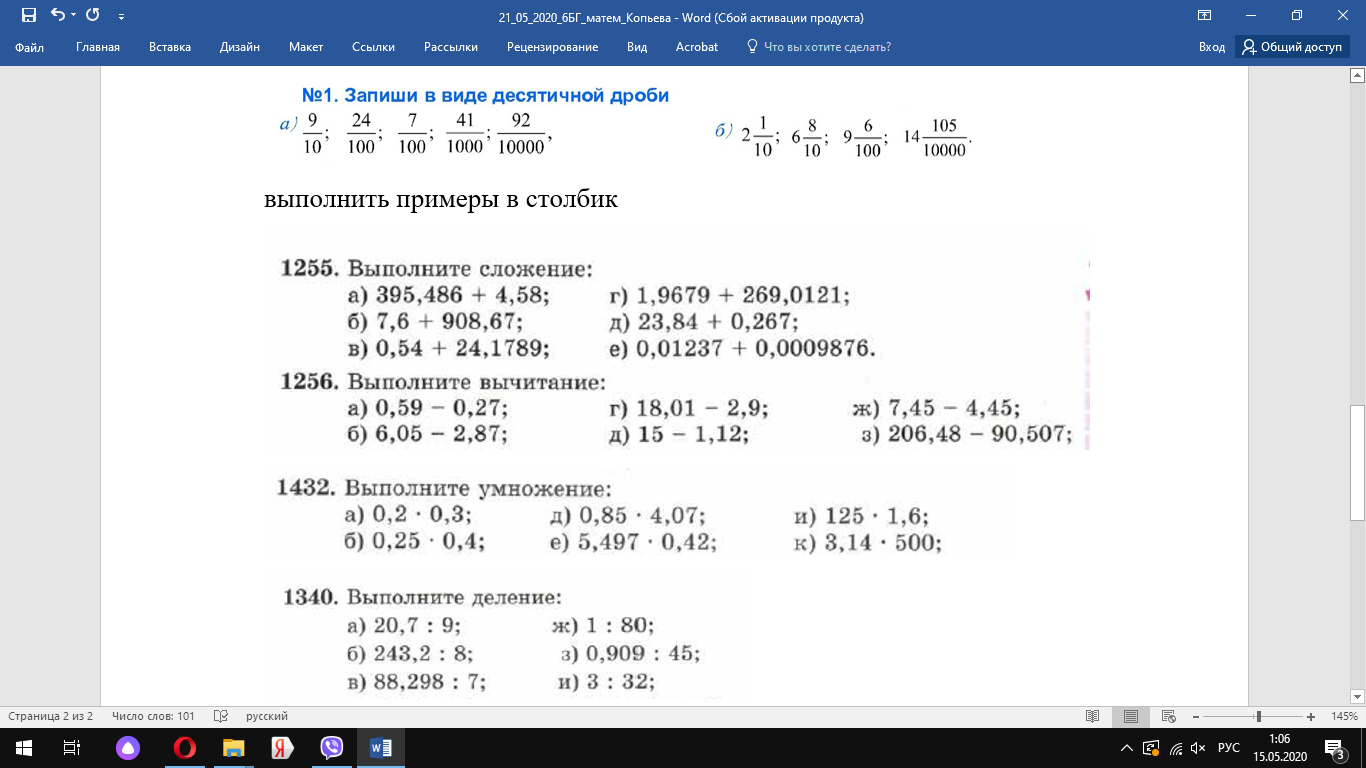 21_05_2020_6БГ_матем_Копьева - Word (Сбой активации продукта)
Файл Главная Вставка Дизайн Макет Ссылки Рассылки Рецензирование Вид Acrobat Что вы хотите сделать? Вход Общий доступ
№1. Запиши в виде десятичной дроби
а) 9/10; 24/100; 7/100; 41/1000; 92/10000, б) 2 1/10; 6 8/10; 9 6/100; 14 105/10000.
выполнить примеры в столбик
1255. Выполните сложение:
а) 395,486 + 4,58; г) 1,9679 + 269,0121;
б) 7,6 + 908,67; д) 23,84 + 0,267;
в) 0,54 + 24,1789; е) 0,01237 + 0,0009876.
1256. Выполните вычитание:
а) 0,59 − 0,27; г) 18,01 − 2,9; ж) 7,45 − 4,45;
б) 6,05 − 2,87; д) 15 − 1,12; з) 206,48 − 90,507;
1432. Выполните умножение:
а) 0,2 · 0,3; д) 0,85 · 4,07; и) 125 · 1,6;
б) 0,25 · 0,4; е) 5,497 · 0,42; к) 3,14 · 500;
1340. Выполните деление:
а) 20,7 : 9; ж) 1 : 80;
б) 243,2 : 8; з) 0,909 : 45;
в) 88,298 : 7; и) 3 : 32;
Страница 2 из 2 Число слов: 101 русский 145%
РУС 1:06
15.05.2020 3